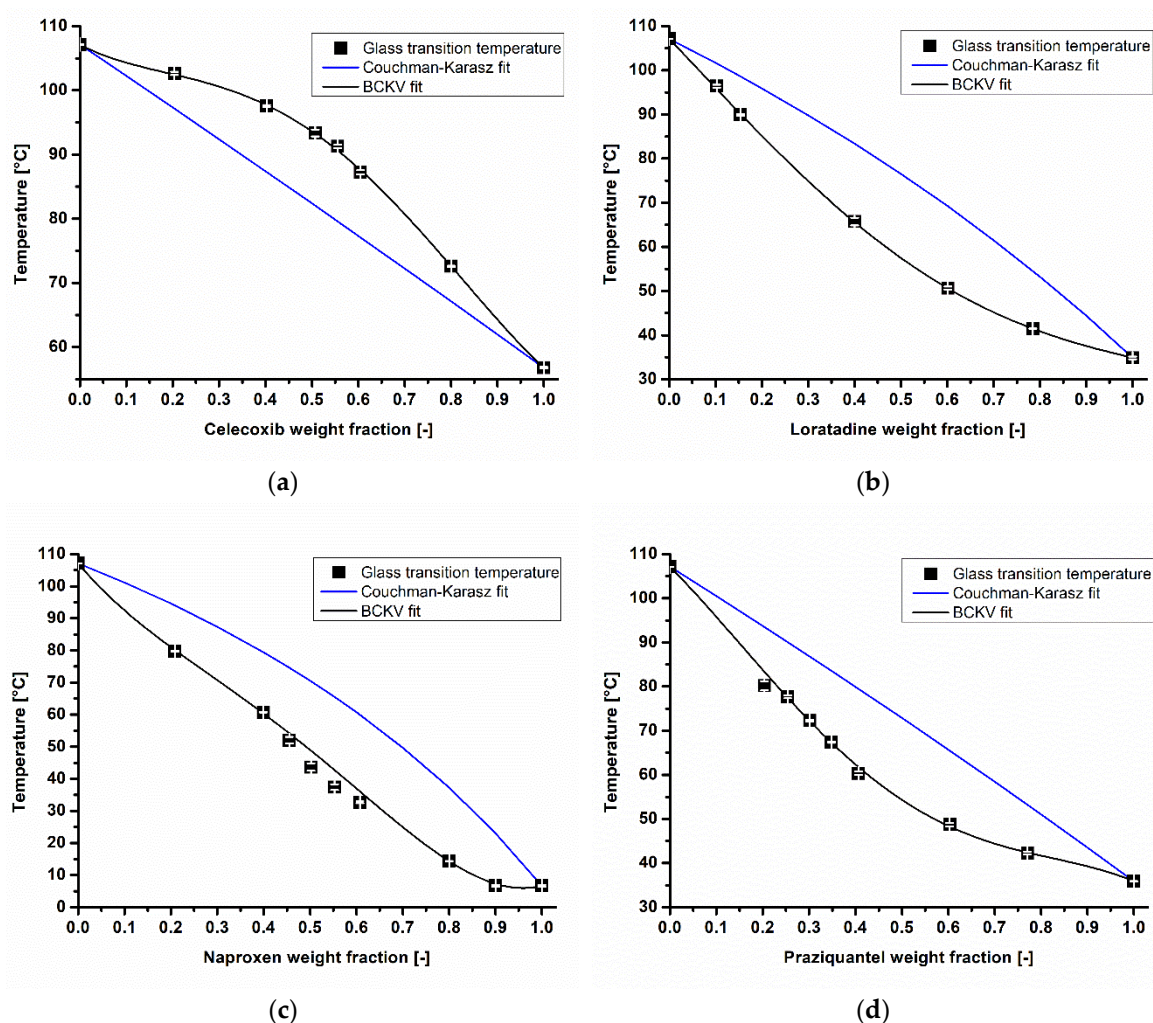 110
100
90
80
70
60
Temperature [°C]
Glass transition temperature
Couchman-Karasz fit
BCKV fit
0.0 0.1 0.2 0.3 0.4 0.5 0.6 0.7 0.8 0.9 1.0
Celecoxib weight fraction [-]
(a)
110
100
90
80
70
60
50
40
30
Temperature [°C]
Glass transition temperature
Couchman-Karasz fit
BCKV fit
0.0 0.1 0.2 0.3 0.4 0.5 0.6 0.7 0.8 0.9 1.0
Loratadine weight fraction [-]
(b)
110
100
90
80
70
60
50
40
30
20
10
0
Temperature [°C]
Glass transition temperature
Couchman-Karasz fit
BCKV fit
0.0 0.1 0.2 0.3 0.4 0.5 0.6 0.7 0.8 0.9 1.0
Naproxen weight fraction [-]
(c)
110
100
90
80
70
60
50
40
30
Temperature [°C]
Glass transition temperature
Couchman-Karasz fit
BCKV fit
0.0 0.1 0.2 0.3 0.4 0.5 0.6 0.7 0.8 0.9 1.0
Praziquantel weight fraction [-]
(d)